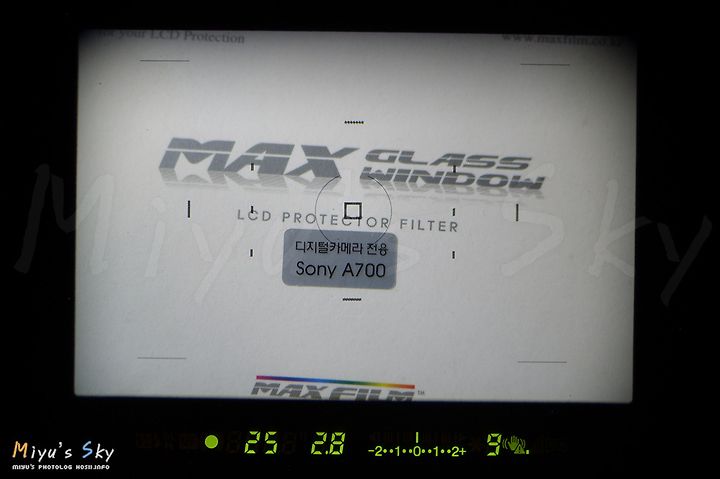 for your LCD Protection
www.maxfilm.co.kr
MAX GLASS WINDOW
LCD PROTECTOR FILTER
디지털카메라 전용
Sony A700
MAXFILM™
25 2.8 -2••1••0••1••2+ 9
Miyu's Sky
Miyu's Sky
MIYU'S PHOTOLOG HOSII.INFO